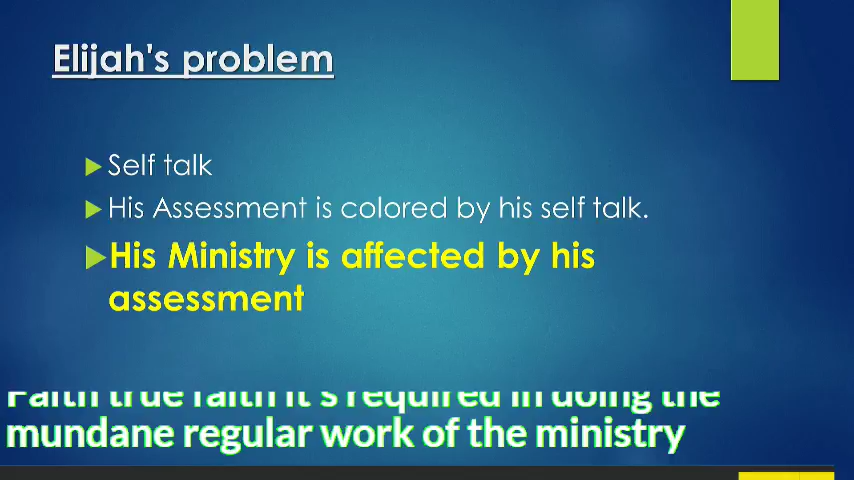 Elijah's problem
Self talk
His Assessment is colored by his self talk.
His Ministry is affected by his
assessment
Faith true faith it's required in doing the
mundane regular work of the ministry